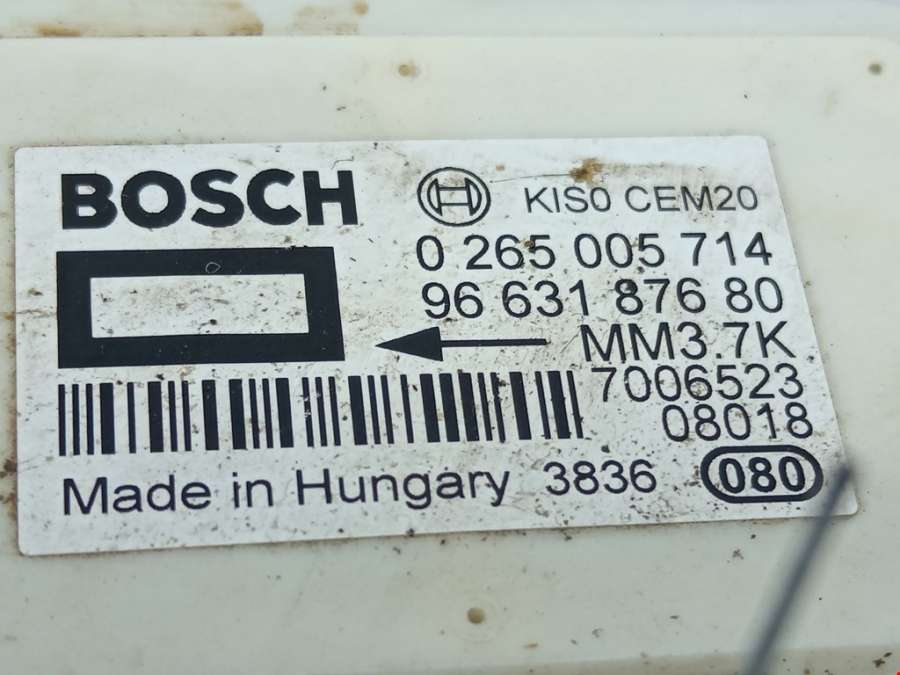 BOSCH KIS0 CEM20
0 265 005 714
96 631 876 80
MM3.7K
7006523
08018
Made in Hungary 3836 080